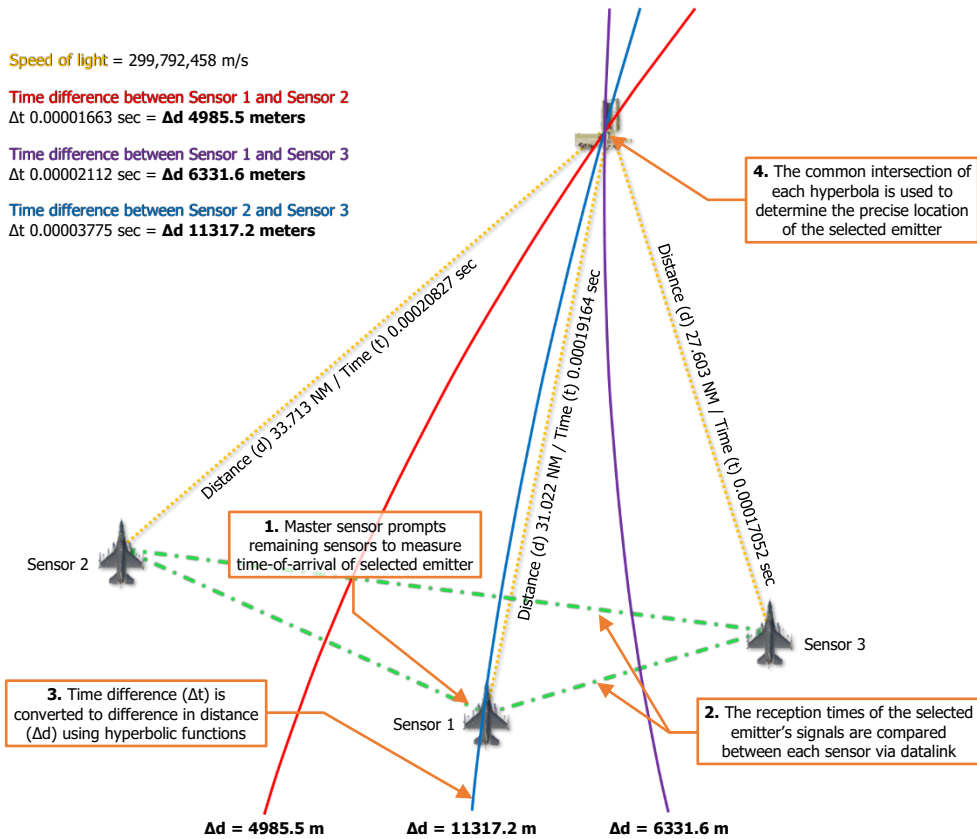 Speed of light = 299,792,458 m/s
Time difference between Sensor 1 and Sensor 2
Δt 0.00001663 sec = Δd 4985.5 meters
Time difference between Sensor 1 and Sensor 3
Δt 0.00002112 sec = Δd 6331.6 meters
Time difference between Sensor 2 and Sensor 3
Δt 0.00003775 sec = Δd 11317.2 meters
4. The common intersection of
each hyperbola is used to
determine the precise location
of the selected emitter
Distance (d) 33.713 NM / Time (t) 0.00020827 sec
Distance (d) 31.022 NM / Time (t) 0.00019164 sec
Distance (d) 27.603 NM / Time (t) 0.00017052 sec
1. Master sensor prompts
remaining sensors to measure
time-of-arrival of selected emitter
Sensor 2
Sensor 3
3. Time difference (Δt) is
converted to difference in distance
(Δd) using hyperbolic functions
Sensor 1
2. The reception times of the selected
emitter's signals are compared
between each sensor via datalink
Δd = 4985.5 m
Δd = 11317.2 m
Δd = 6331.6 m